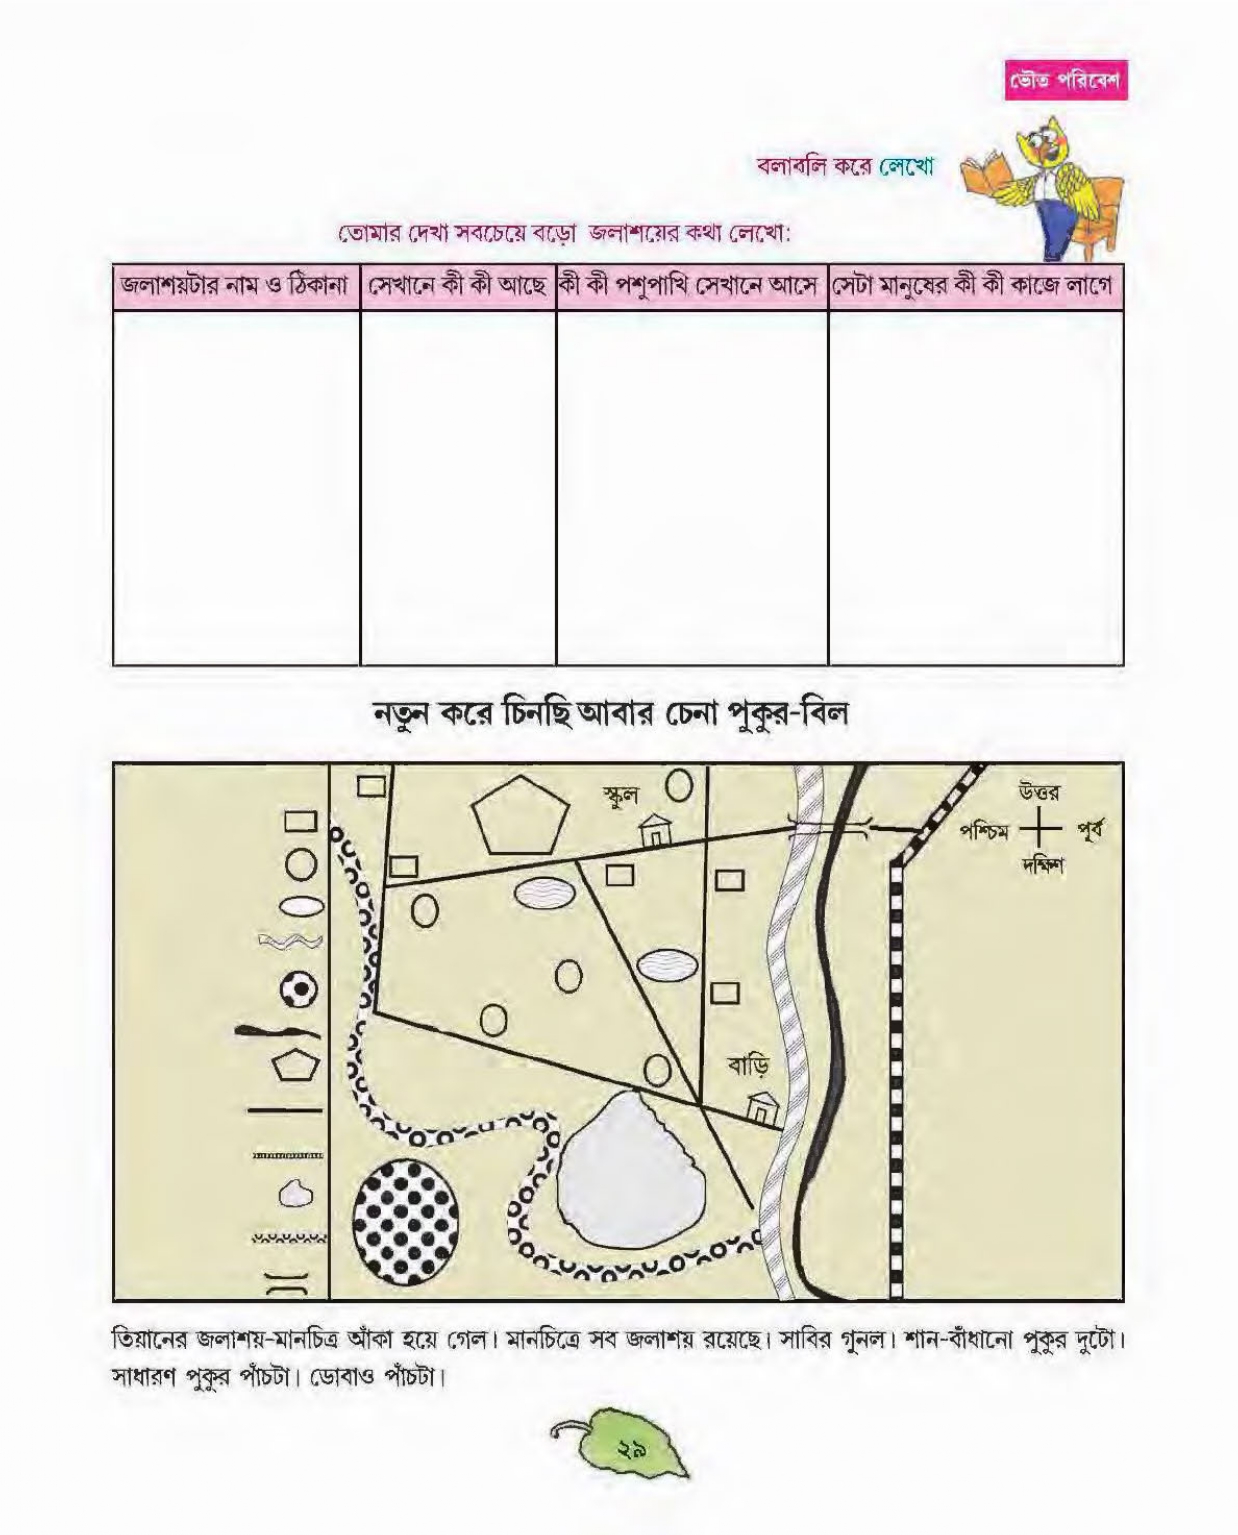 ভৌত পরিবেশ
বলাবলি করে লেখো
তোমার দেখা সবচেয়ে বড়ো জলাশয়ের কথা লেখো:
জলাশয়টার নাম ও ঠিকানা
সেখানে কী কী আছে
কী কী পশুপাখি সেখানে আসে
সেটা মানুষের কী কী কাজে লাগে
নতুন করে চিনছি আবার চেনা পুকুর-বিল
স্কুল
উত্তর
পশ্চিম
পূর্ব
দক্ষিণ
বাড়ি
তিয়ানের জলাশয়-মানচিত্র আঁকা হয়ে গেল। মানচিত্রে সব জলাশয় রয়েছে। সাবির গুনল। শান-বাঁধানো পুকুর দুটো।
সাধারণ পুকুর পাঁচটা। ডোবাও পাঁচটা।
২৯